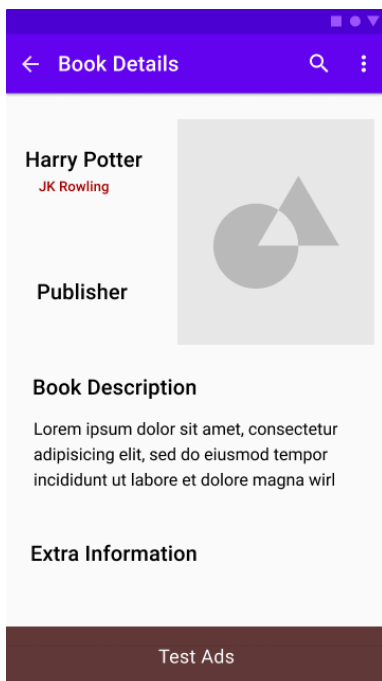 Book Details
Harry Potter
JK Rowling
Publisher
Book Description
Lorem ipsum dolor sit amet, consectetur
adipisicing elit, sed do eiusmod tempor
incididunt ut labore et dolore magna wirl
Extra Information
Test Ads